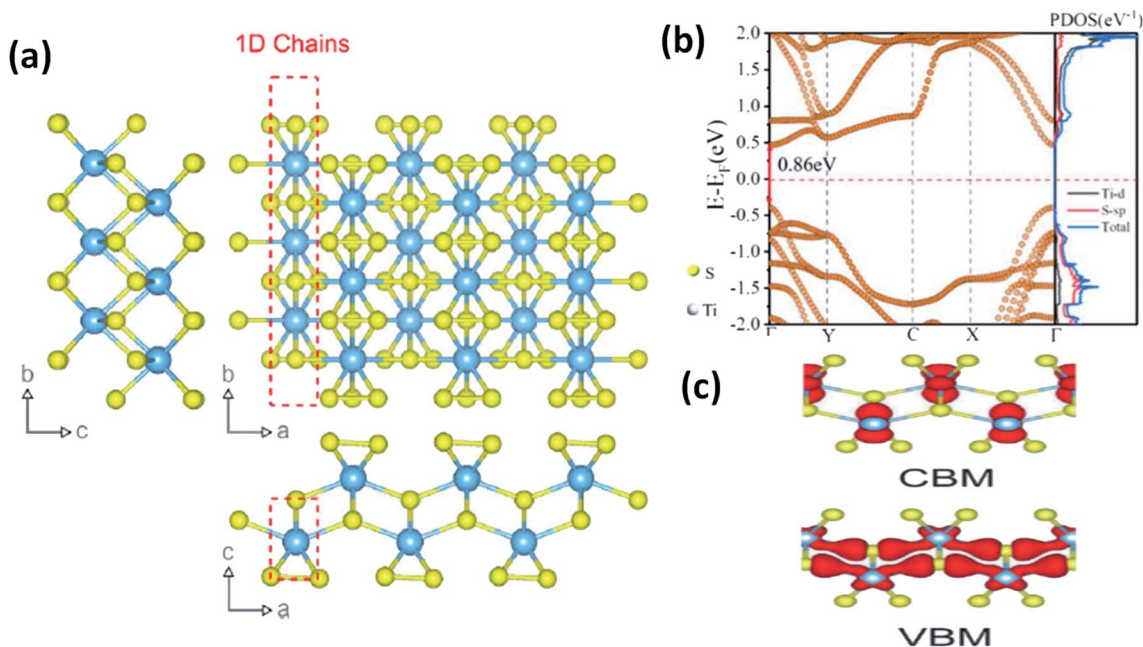 (a)
1D Chains
b
c
b
a
c
a
S
Ti
(b)
PDOS(eV⁻¹)
E-E_F(eV)
2.0
1.5
1.0
0.5
0.0
-0.5
-1.0
-1.5
-2.0
0.86eV
Ti-d
S-sp
Total
Γ
Y
C
X
Γ
(c)
CBM
VBM